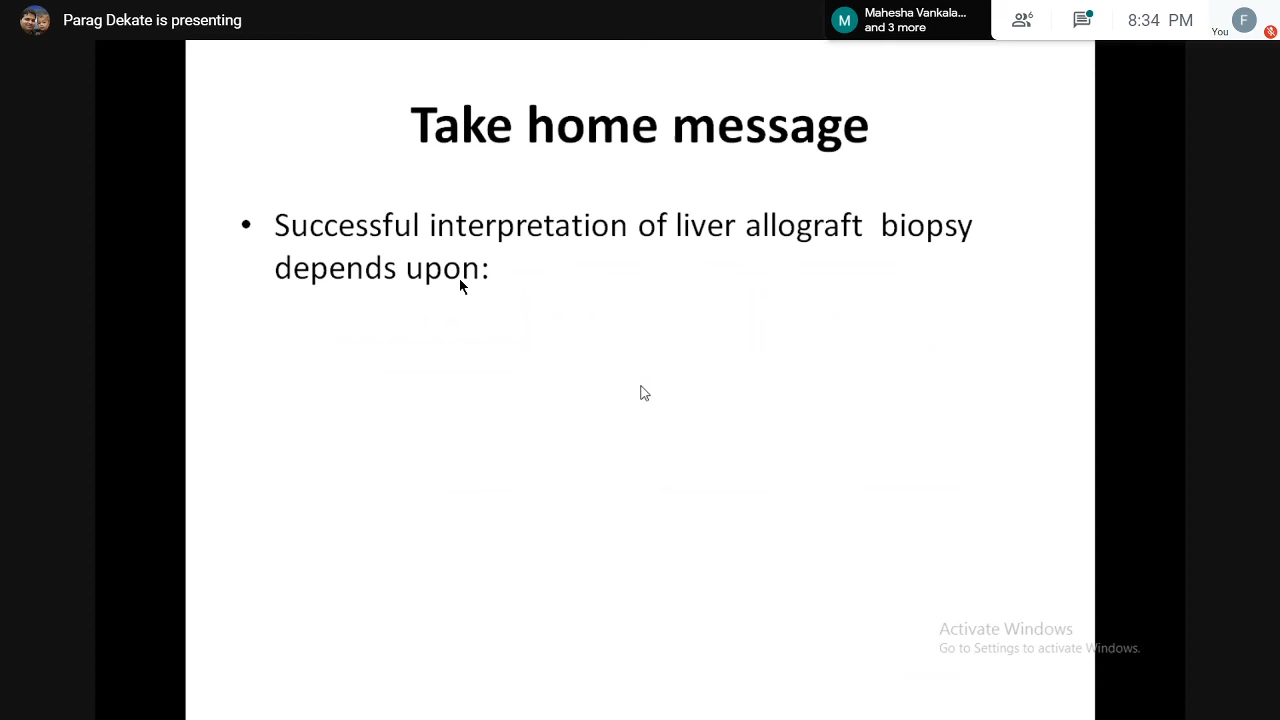 Parag Dekate is presenting
M
Mahesha Vankala...
and 3 more
6
8:34 PM
You
F
Take home message
• Successful interpretation of liver allograft biopsy
depends upon:
Activate Windows
Go to Settings to activate Windows.